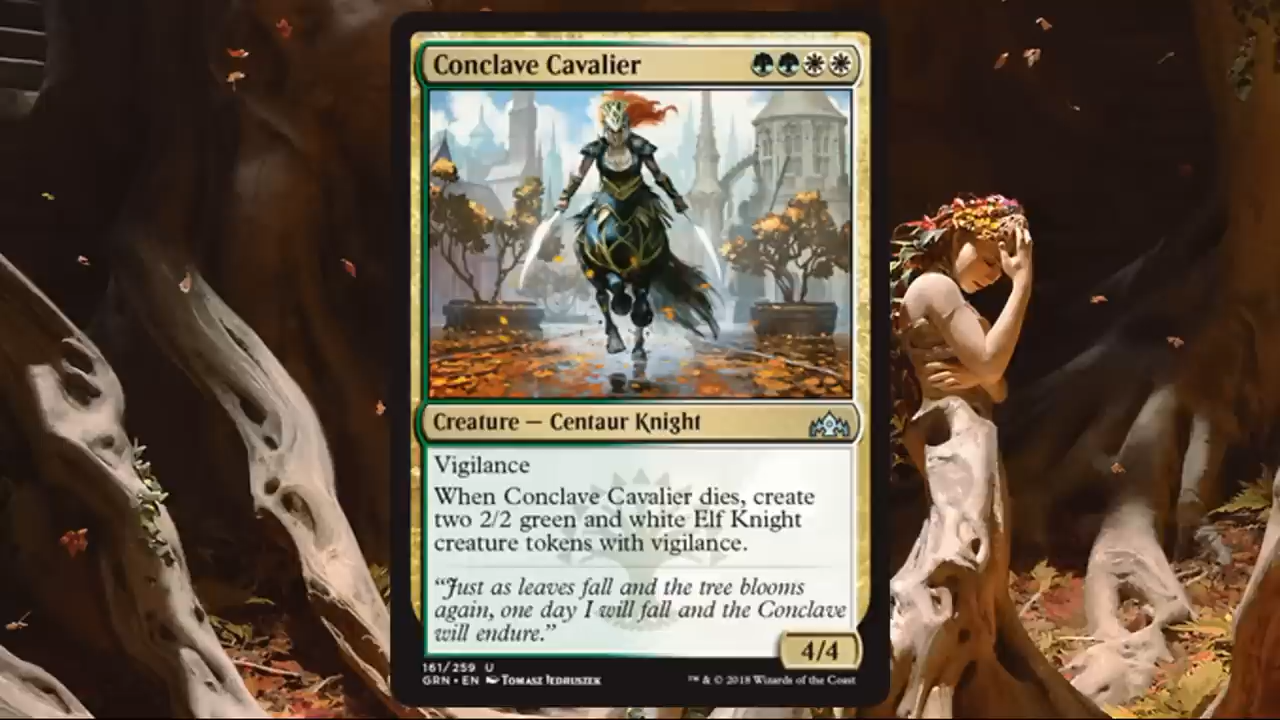 Conclave Cavalier
Creature — Centaur Knight
Vigilance
When Conclave Cavalier dies, create
two 2/2 green and white Elf Knight
creature tokens with vigilance.
“Just as leaves fall and the tree blooms
again, one day I will fall and the Conclave
will endure.”
4/4
161/259 U
GRN • EN Tomasz Jedruszek
™ & © 2018 Wizards of the Coast